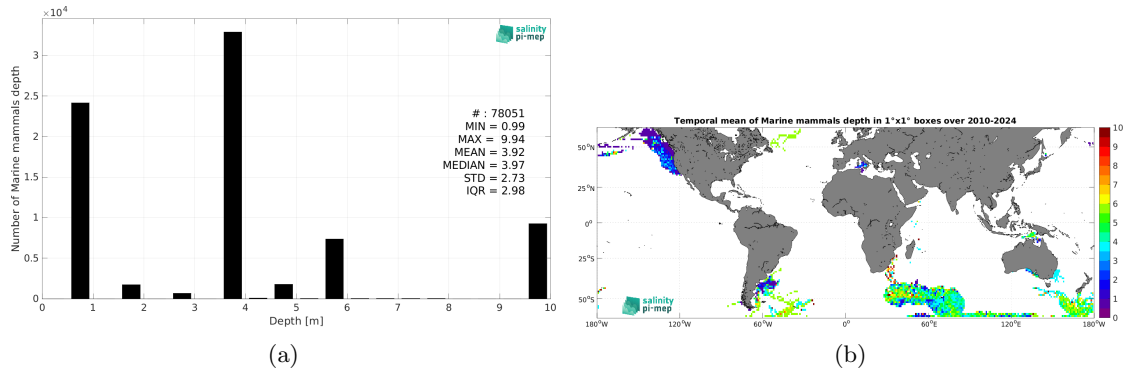 ×10⁴
3.5
3
2.5
2
1.5
1
0.5
0
Number of Marine mammals depth
salinity
pi-mep
# : 78051
MIN = 0.99
MAX = 9.94
MEAN = 3.92
MEDIAN = 3.97
STD = 2.73
IQR = 2.98
0 1 2 3 4 5 6 7 8 9 10
Depth [m]
(a)
Temporal mean of Marine mammals depth in 1°x1° boxes over 2010-2024
50°N
25°N
0°
25°S
50°S
salinity
pi-mep
180°W 120°W 60°W 0° 60°E 120°E 180°W
10
9
8
7
6
5
4
3
2
1
0
(b)